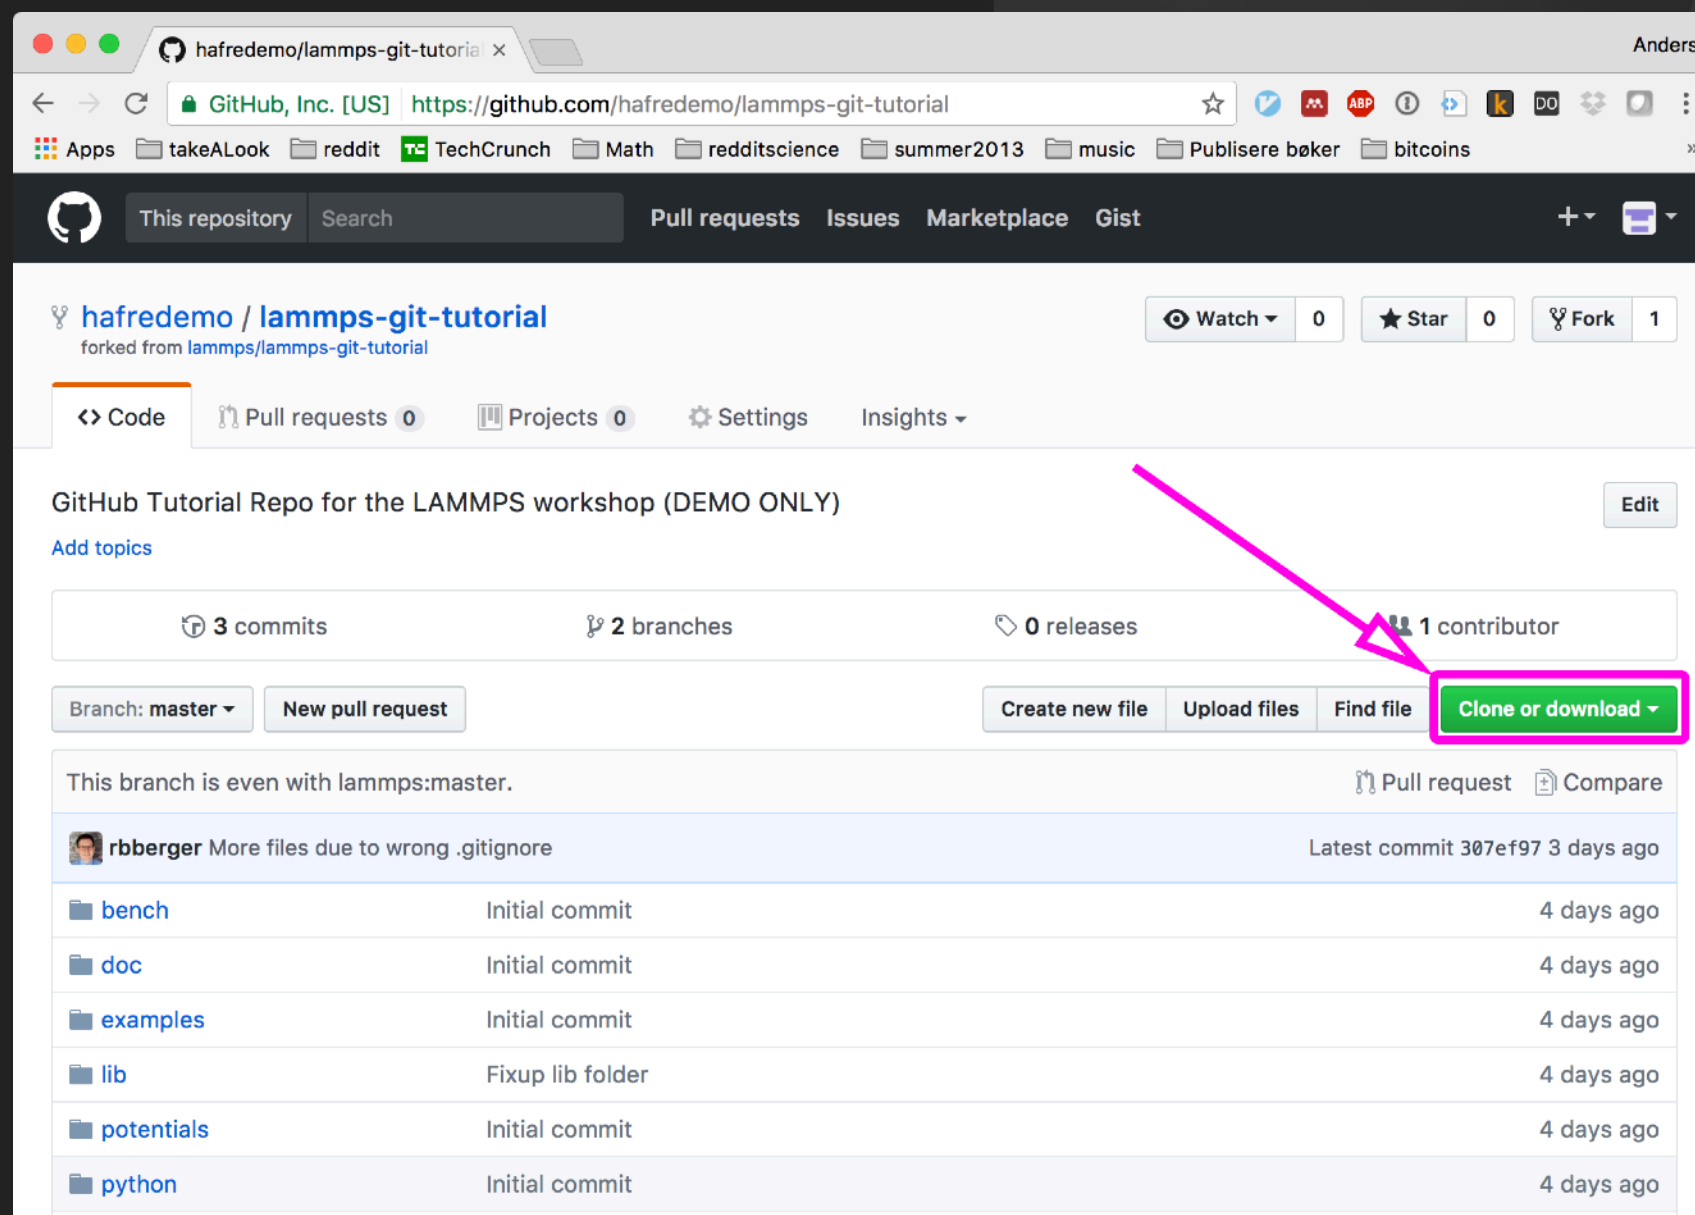 hafredemo/lammps-git-tutorial
Anders
GitHub, Inc. [US] https://github.com/hafredemo/lammps-git-tutorial
ABP
k
DO
Apps takeALook reddit TC TechCrunch Math redditscience summer2013 music Publisere bøker bitcoins »
This repository Search Pull requests Issues Marketplace Gist
hafredemo / lammps-git-tutorial
Watch 0 Star 0 Fork 1
forked from lammps/lammps-git-tutorial
Code Pull requests 0 Projects 0 Settings Insights
GitHub Tutorial Repo for the LAMMPS workshop (DEMO ONLY)
Edit
Add topics
3 commits 2 branches 0 releases 1 contributor
Branch: master New pull request Create new file Upload files Find file Clone or download
This branch is even with lammps:master. Pull request Compare
rbberger More files due to wrong .gitignore Latest commit 307ef97 3 days ago
bench Initial commit 4 days ago
doc Initial commit 4 days ago
examples Initial commit 4 days ago
lib Fixup lib folder 4 days ago
potentials Initial commit 4 days ago
python Initial commit 4 days ago